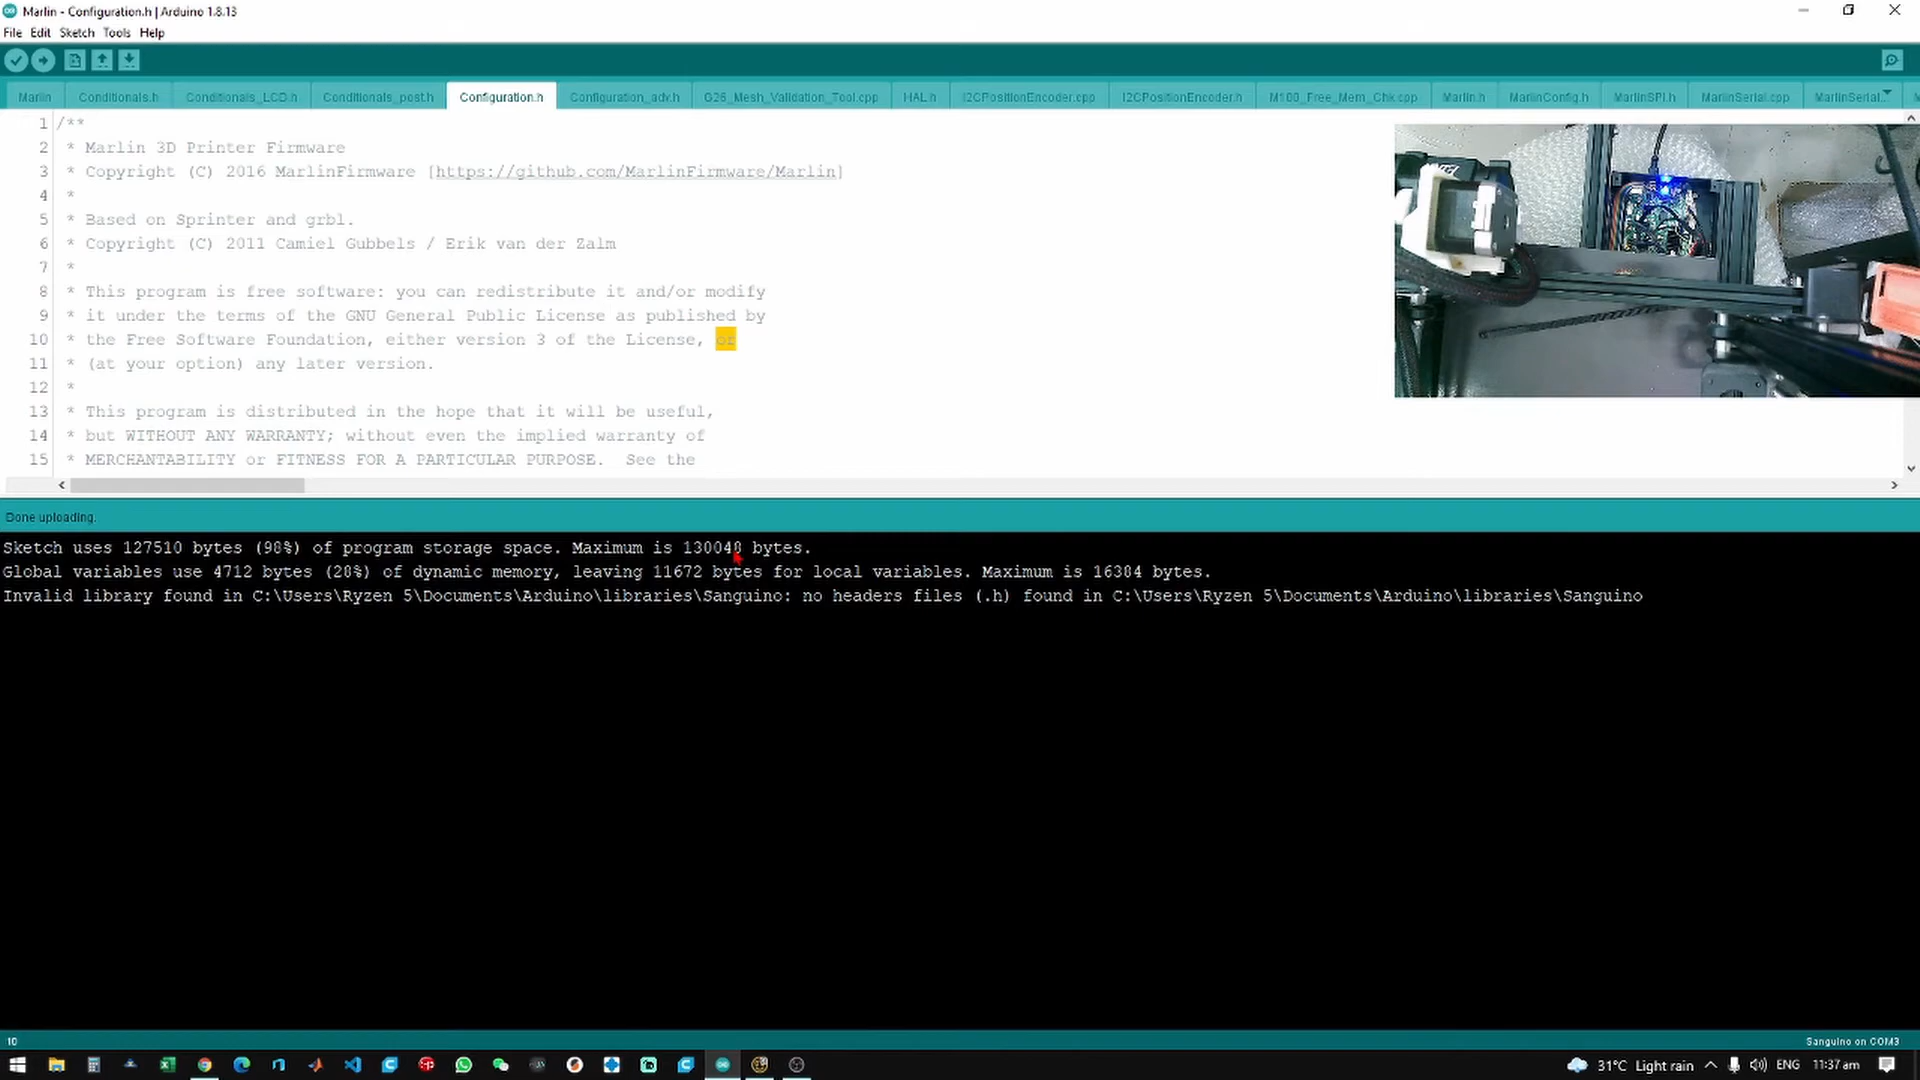 Marlin - Configuration.h | Arduino 1.8.13
File Edit Sketch Tools Help
Marlin Conditionals.h Conditionals_LCD.h Conditionals_post.h Configuration.h Configuration_adv.h G26_Mesh_Validation_Tool.cpp HAL.h I2CPositionEncoder.cpp I2CPositionEncoder.h M100_Free_Mem_Chk.cpp Marlin.h MarlinConfig.h MarlinSPI.h MarlinSerial.cpp MarlinSerial...
1 /**
2 * Marlin 3D Printer Firmware
3 * Copyright (C) 2016 MarlinFirmware [https://github.com/MarlinFirmware/Marlin]
4 *
5 * Based on Sprinter and grbl.
6 * Copyright (C) 2011 Camiel Gubbels / Erik van der Zalm
7 *
8 * This program is free software: you can redistribute it and/or modify
9 * it under the terms of the GNU General Public License as published by
10 * the Free Software Foundation, either version 3 of the License, or
11 * (at your option) any later version.
12 *
13 * This program is distributed in the hope that it will be useful,
14 * but WITHOUT ANY WARRANTY; without even the implied warranty of
15 * MERCHANTABILITY or FITNESS FOR A PARTICULAR PURPOSE.  See the
Done uploading.
Sketch uses 127510 bytes (98%) of program storage space. Maximum is 130048 bytes.
Global variables use 4712 bytes (28%) of dynamic memory, leaving 11672 bytes for local variables. Maximum is 16384 bytes.
Invalid library found in C:\Users\Ryzen 5\Documents\Arduino\libraries\Sanguino: no headers files (.h) found in C:\Users\Ryzen 5\Documents\Arduino\libraries\Sanguino
10
Sanguino on COM3
31°C Light rain ENG 11:37 am